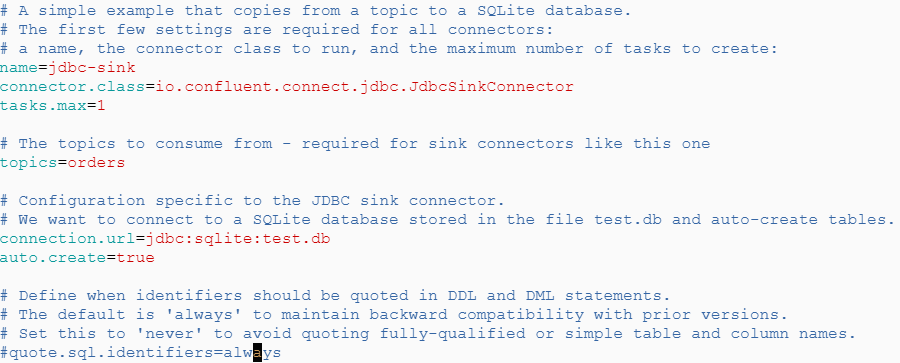 # A simple example that copies from a topic to a SQLite database.
# The first few settings are required for all connectors:
# a name, the connector class to run, and the maximum number of tasks to create:
name=jdbc-sink
connector.class=io.confluent.connect.jdbc.JdbcSinkConnector
tasks.max=1
# The topics to consume from - required for sink connectors like this one
topics=orders
# Configuration specific to the JDBC sink connector.
# We want to connect to a SQLite database stored in the file test.db and auto-create tables.
connection.url=jdbc:sqlite:test.db
auto.create=true
# Define when identifiers should be quoted in DDL and DML statements.
# The default is 'always' to maintain backward compatibility with prior versions.
# Set this to 'never' to avoid quoting fully-qualified or simple table and column names.
#quote.sql.identifiers=always